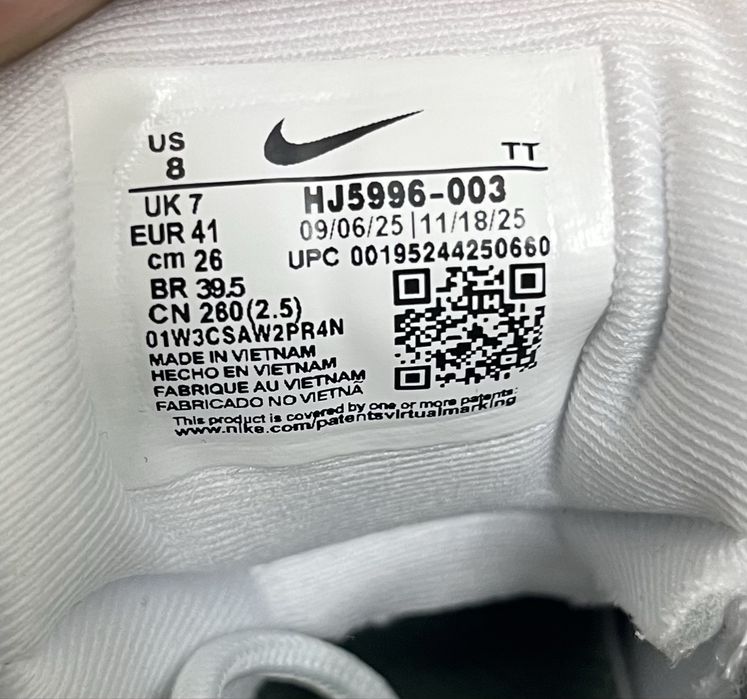 US
8
TT
UK 7
HJ5996-003
EUR 41
09/06/25 | 11/18/25
cm 26
UPC 00195244250660
BR 39.5
CN 260(2.5)
01W3CSAW2PR4N
MADE IN VIETNAM
HECHO EN VIETNAM
FABRIQUE AU VIETNAM
FABRICADO NO VIETNÃ
This product is covered by one or more patents:
www.nike.com/patentsvirtualmarking